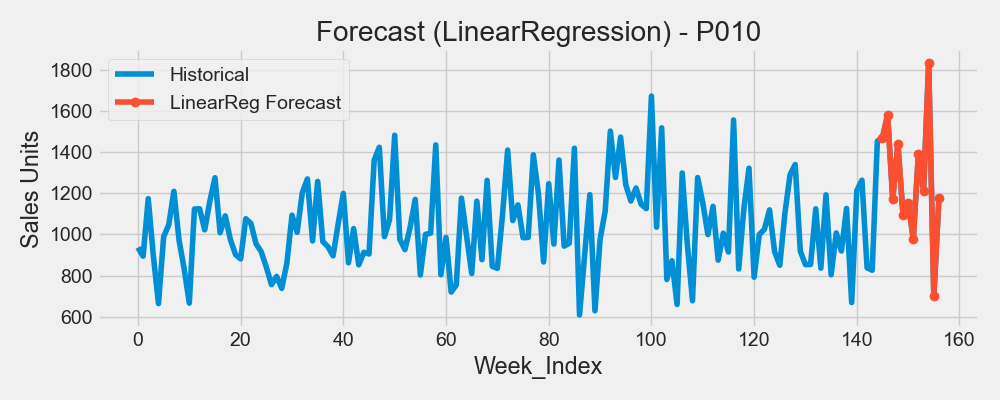 Forecast (LinearRegression) - P010
Historical
LinearReg Forecast
Sales Units
1800
1600
1400
1200
1000
800
600
0 20 40 60 80 100 120 140 160
Week_Index